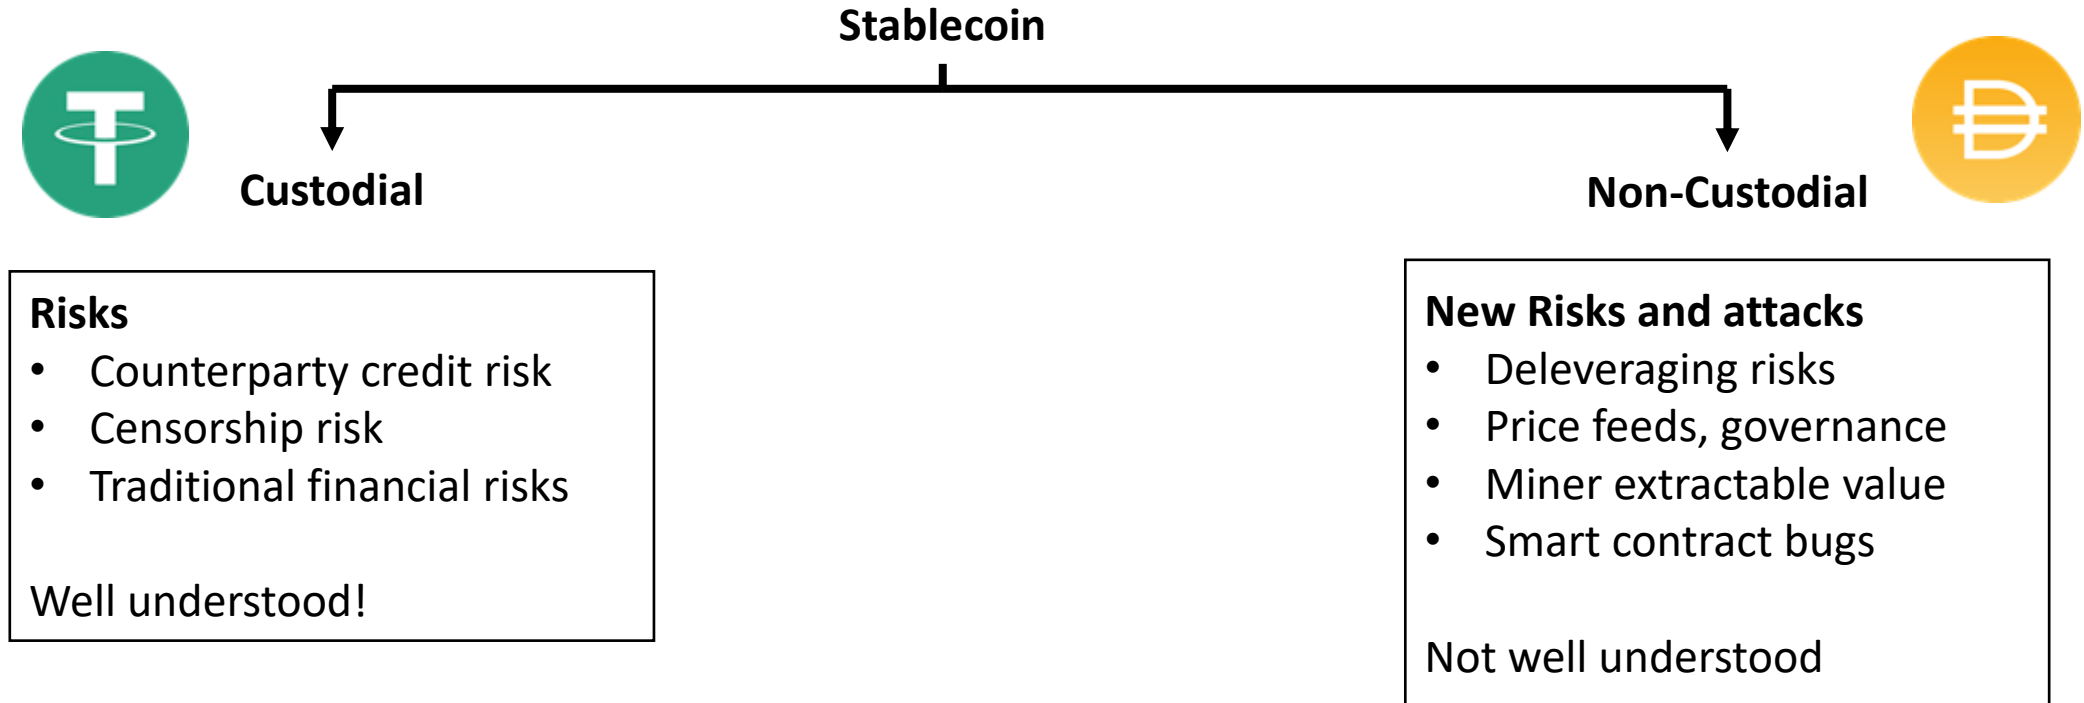 Stablecoin
Custodial
Non-Custodial
Risks
• Counterparty credit risk
• Censorship risk
• Traditional financial risks
Well understood!
New Risks and attacks
• Deleveraging risks
• Price feeds, governance
• Miner extractable value
• Smart contract bugs
Not well understood